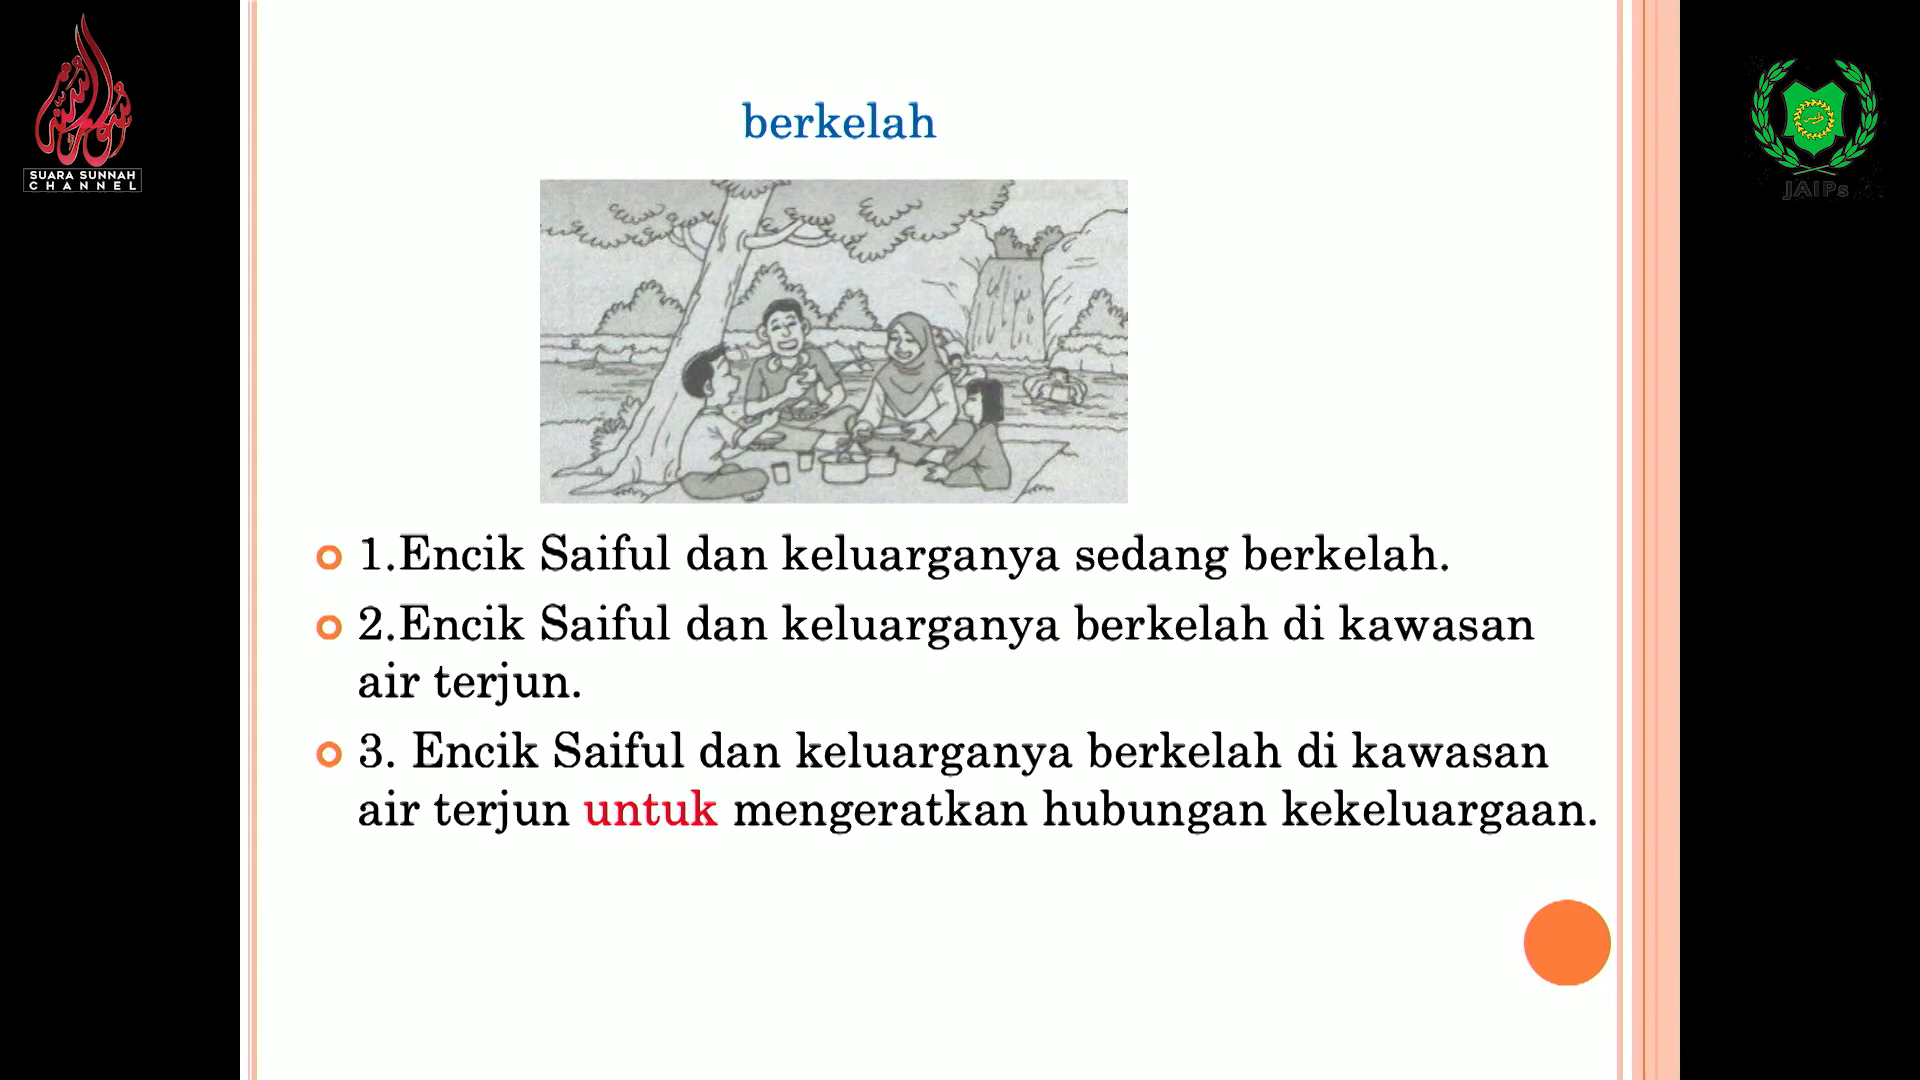 SUARA SUNNAH
CHANNEL
JAIPs
berkelah
1.Encik Saiful dan keluarganya sedang berkelah.
2.Encik Saiful dan keluarganya berkelah di kawasan
air terjun.
3. Encik Saiful dan keluarganya berkelah di kawasan
air terjun untuk mengeratkan hubungan kekeluargaan.